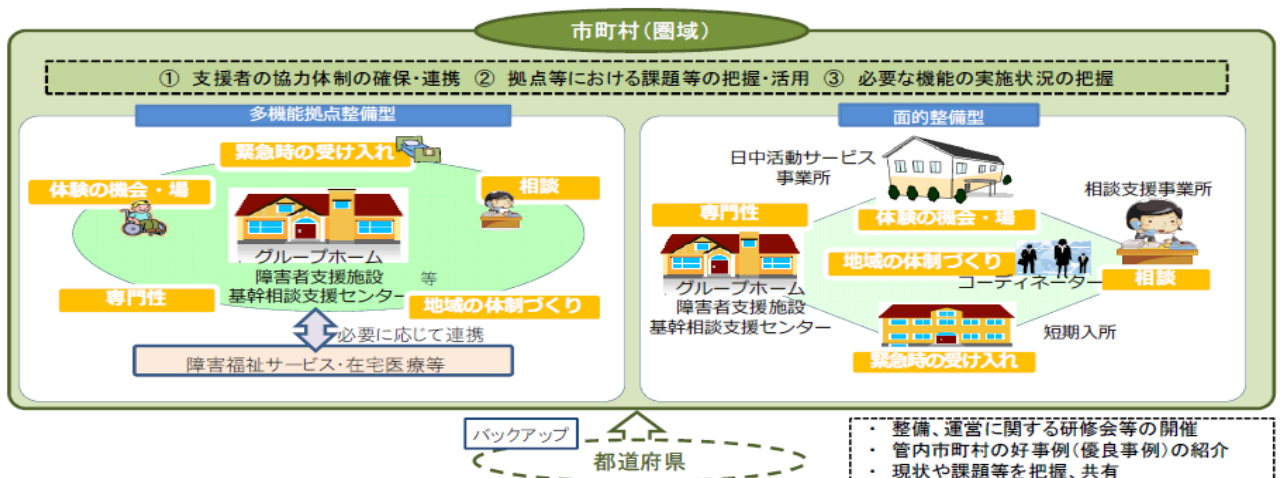 市町村(圏域)
① 支援者の協力体制の確保・連携 ② 拠点等における課題等の把握・活用 ③ 必要な機能の実施状況の把握
多機能拠点整備型
緊急時の受け入れ
体験の機会・場
相談
グループホーム
障害者支援施設 等
基幹相談支援センター
専門性
地域の体制づくり
必要に応じて連携
障害福祉サービス・在宅医療等
面的整備型
日中活動サービス
事業所
相談支援事業所
専門性
体験の機会・場
地域の体制づくり
コーディネーター
相談
グループホーム
障害者支援施設
基幹相談支援センター
短期入所
緊急時の受け入れ
バックアップ
都道府県
・ 整備、運営に関する研修会等の開催
・ 管内市町村の好事例(優良事例)の紹介
・ 現状や課題等を把握、共有